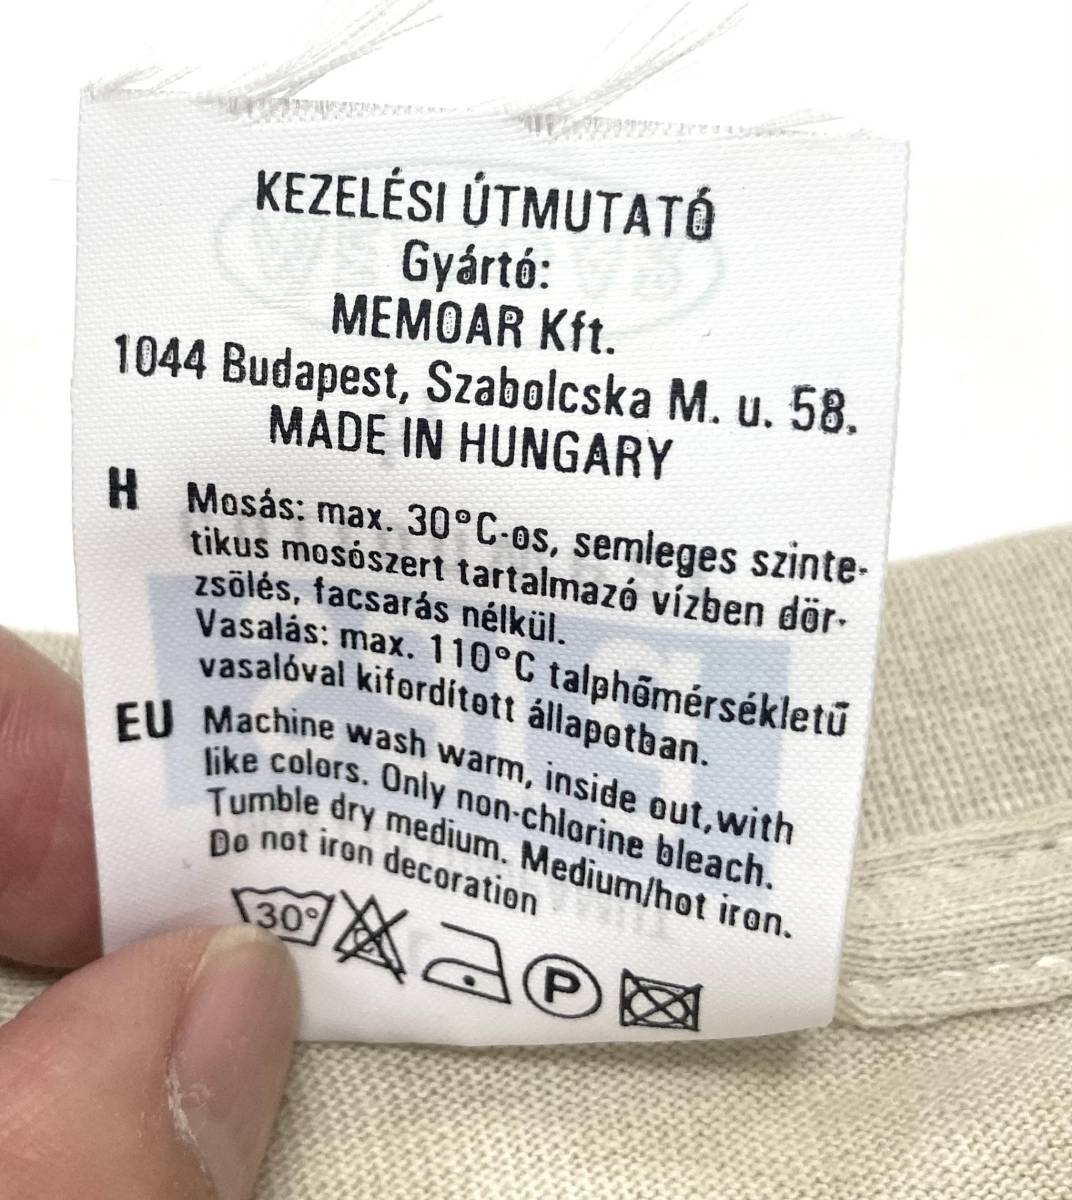 KEZELÉSI ÚTMUTATÓ
Gyártó:
MEMOAR Kft.
1044 Budapest, Szabolcska M. u. 58.
MADE IN HUNGARY
H Mosás: max. 30°C-os, semleges szinte-
tikus mosószert tartalmazó vízben dör-
zsölés, facsarás nélkül.
Vasalás: max. 110°C talphőmérsékletű
vasalóval kifordított állapotban.
EU Machine wash warm, inside out, with
like colors. Only non-chlorine bleach.
Tumble dry medium. Medium/hot iron.
Do not iron decoration
30° Cl P